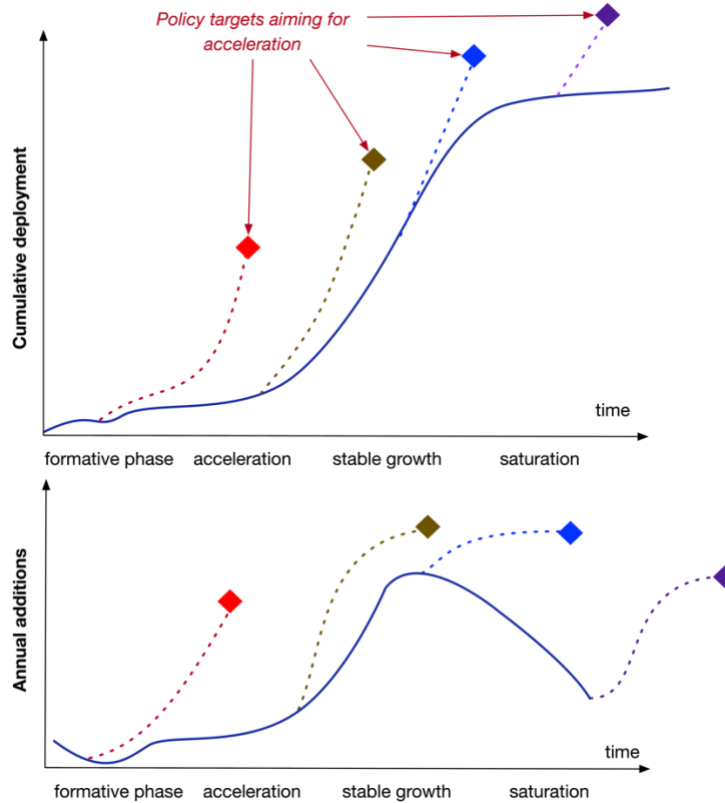 Policy targets aiming for
acceleration
Cumulative deployment
time
formative phase acceleration stable growth saturation
Annual additions
time
formative phase acceleration stable growth saturation